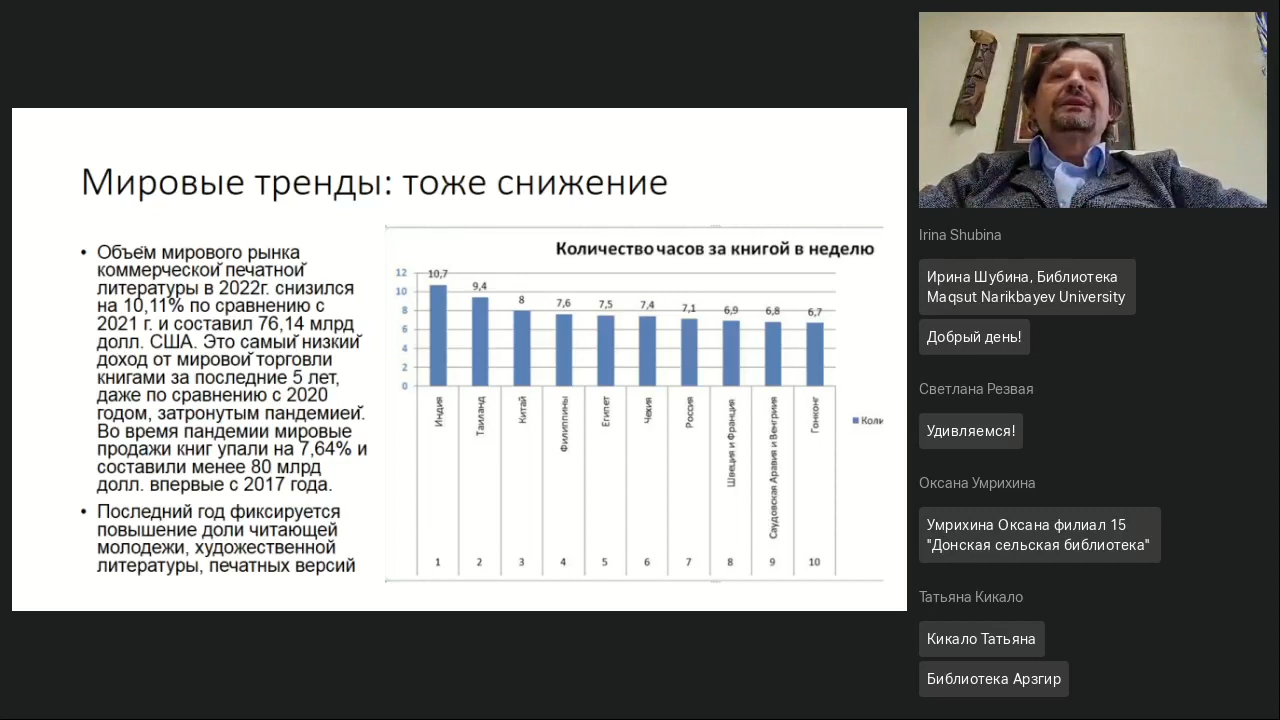 Мировые тренды: тоже снижение
• Объем мирового рынка
коммерческой печатной
литературы в 2022г. снизился
на 10,11% по сравнению с
2021 г. и составил 76,14 млрд
долл. США. Это самый низкий
доход от мировой торговли
книгами за последние 5 лет,
даже по сравнению с 2020
годом, затронутым пандемией.
Во время пандемии мировые
продажи книг упали на 7,64% и
составили менее 80 млрд
долл. впервые с 2017 года.
• Последний год фиксируется
повышение доли читающей
молодежи, художественной
литературы, печатных версий
Количество часов за книгой в неделю
12
10
8
6
4
2
0
10,7
9,4
8
7,6
7,5
7,4
7,1
6,9
6,8
6,7
Индия
Таиланд
Китай
Филиппины
Египет
Чехия
Россия
Швеция и Франция
Саудовская Аравия и Венгриия
Гонконг
1
2
3
4
5
6
7
8
9
10
Коли
Irina Shubina
Ирина Шубина, Библиотека
Maqsut Narikbayev University
Добрый день!
Светлана Резвая
Удивляемся!
Оксана Умрихина
Умрихина Оксана филиал 15
"Донская сельская библиотека"
Татьяна Кикало
Кикало Татьяна
Библиотека Арзгир